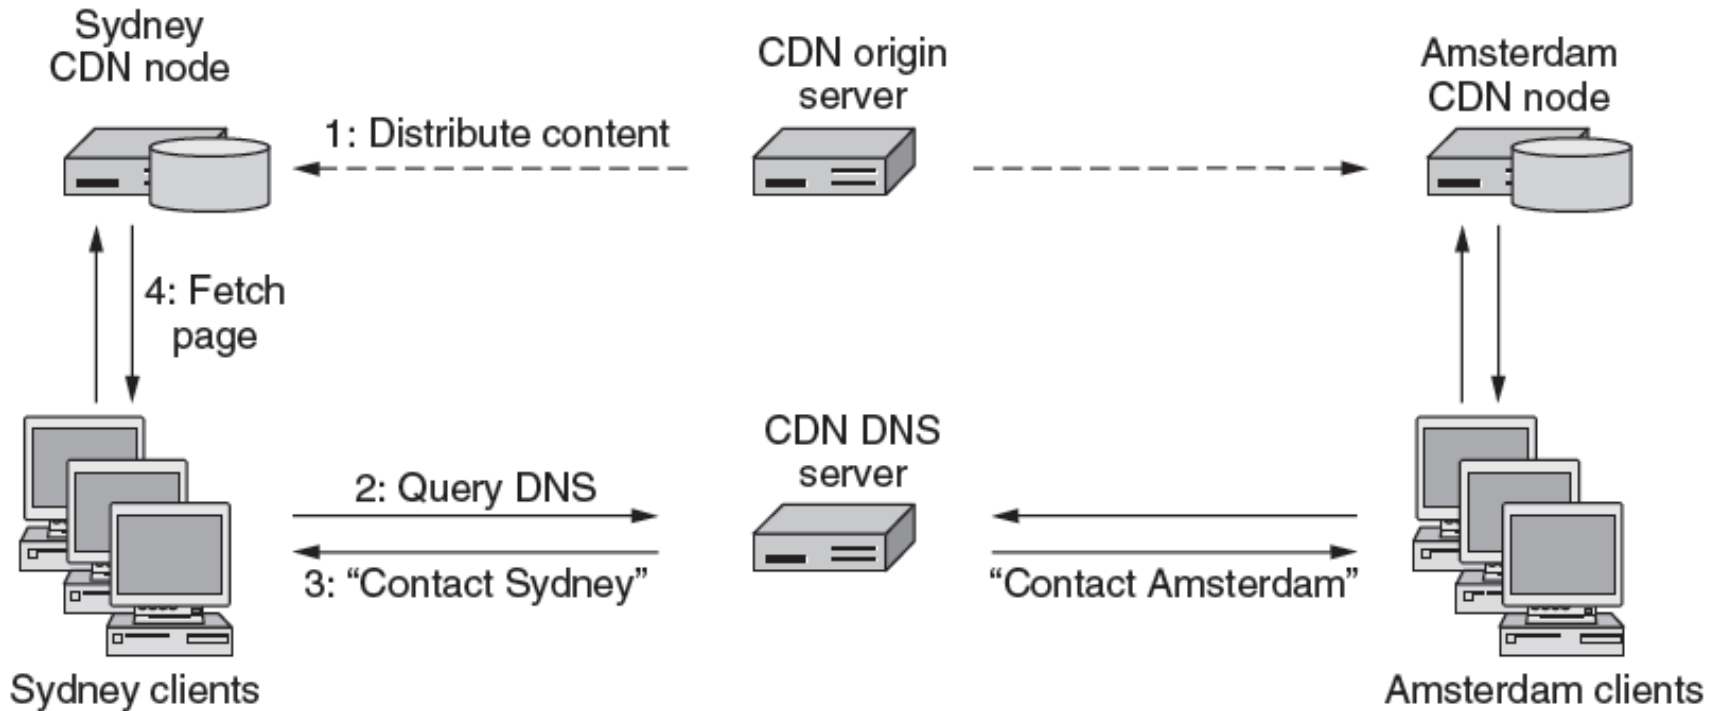 Sydney
CDN node
CDN origin
server
Amsterdam
CDN node
1: Distribute content
4: Fetch
page
CDN DNS
server
2: Query DNS
3: “Contact Sydney”
“Contact Amsterdam”
Sydney clients
Amsterdam clients